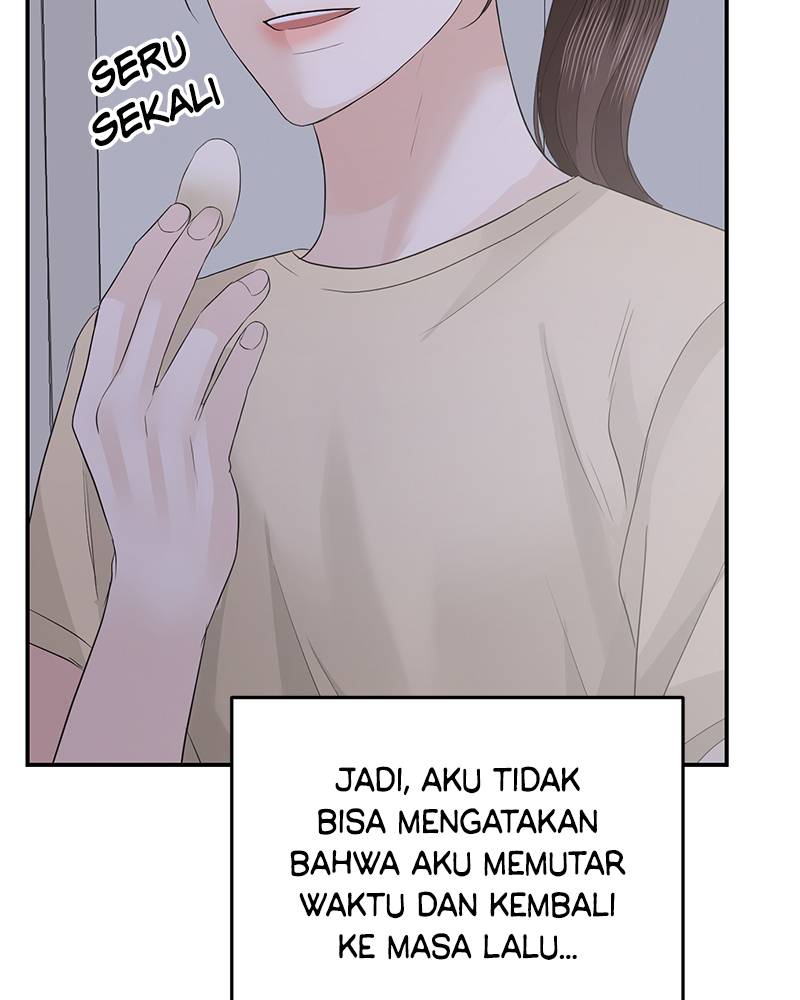 SERU
SEKALI
JADI, AKU TIDAK
BISA MENGATAKAN
BAHWA AKU MEMUTAR
WAKTU DAN KEMBALI
KE MASA LALU...